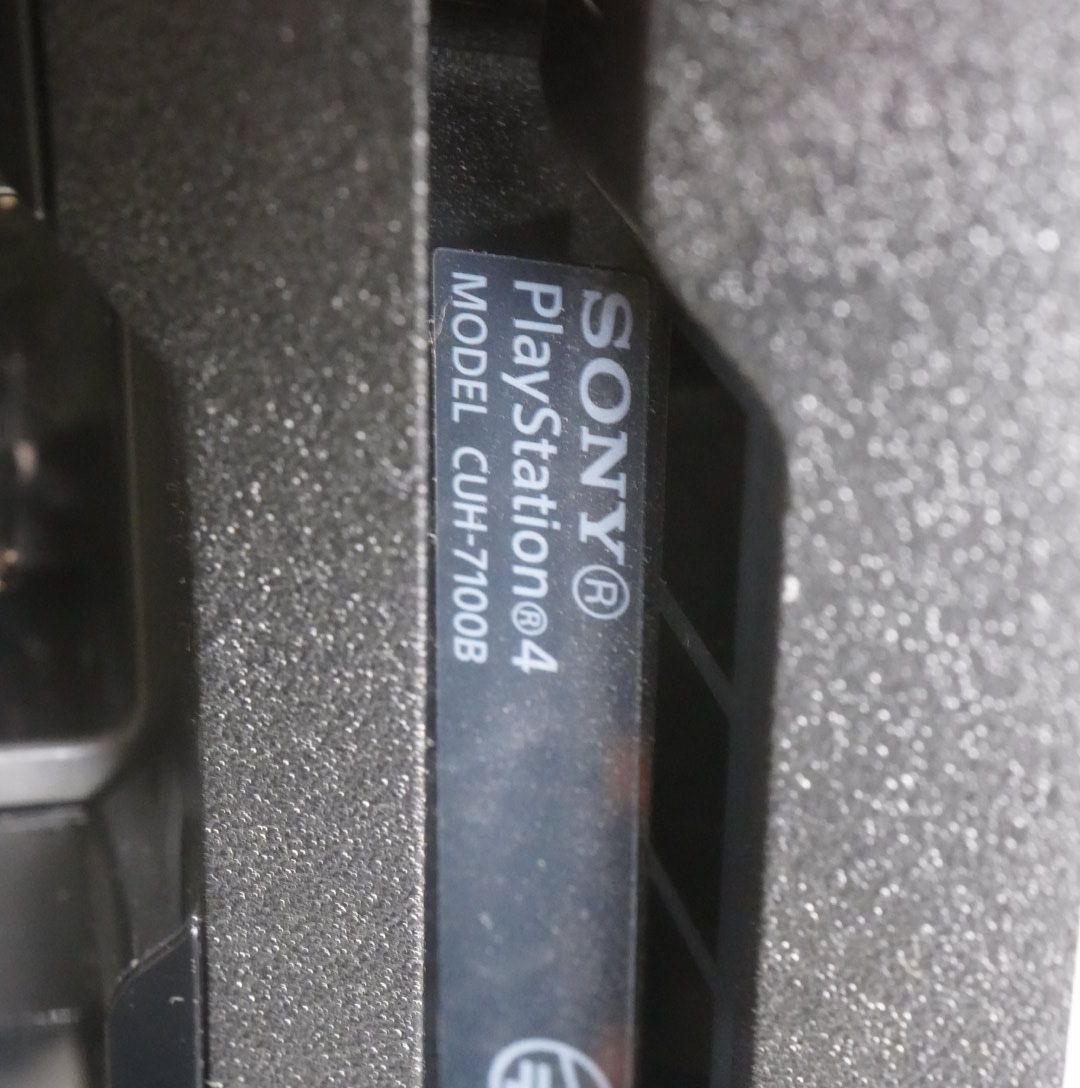 SONY®
PlayStation®4
MODEL CUH-7100B